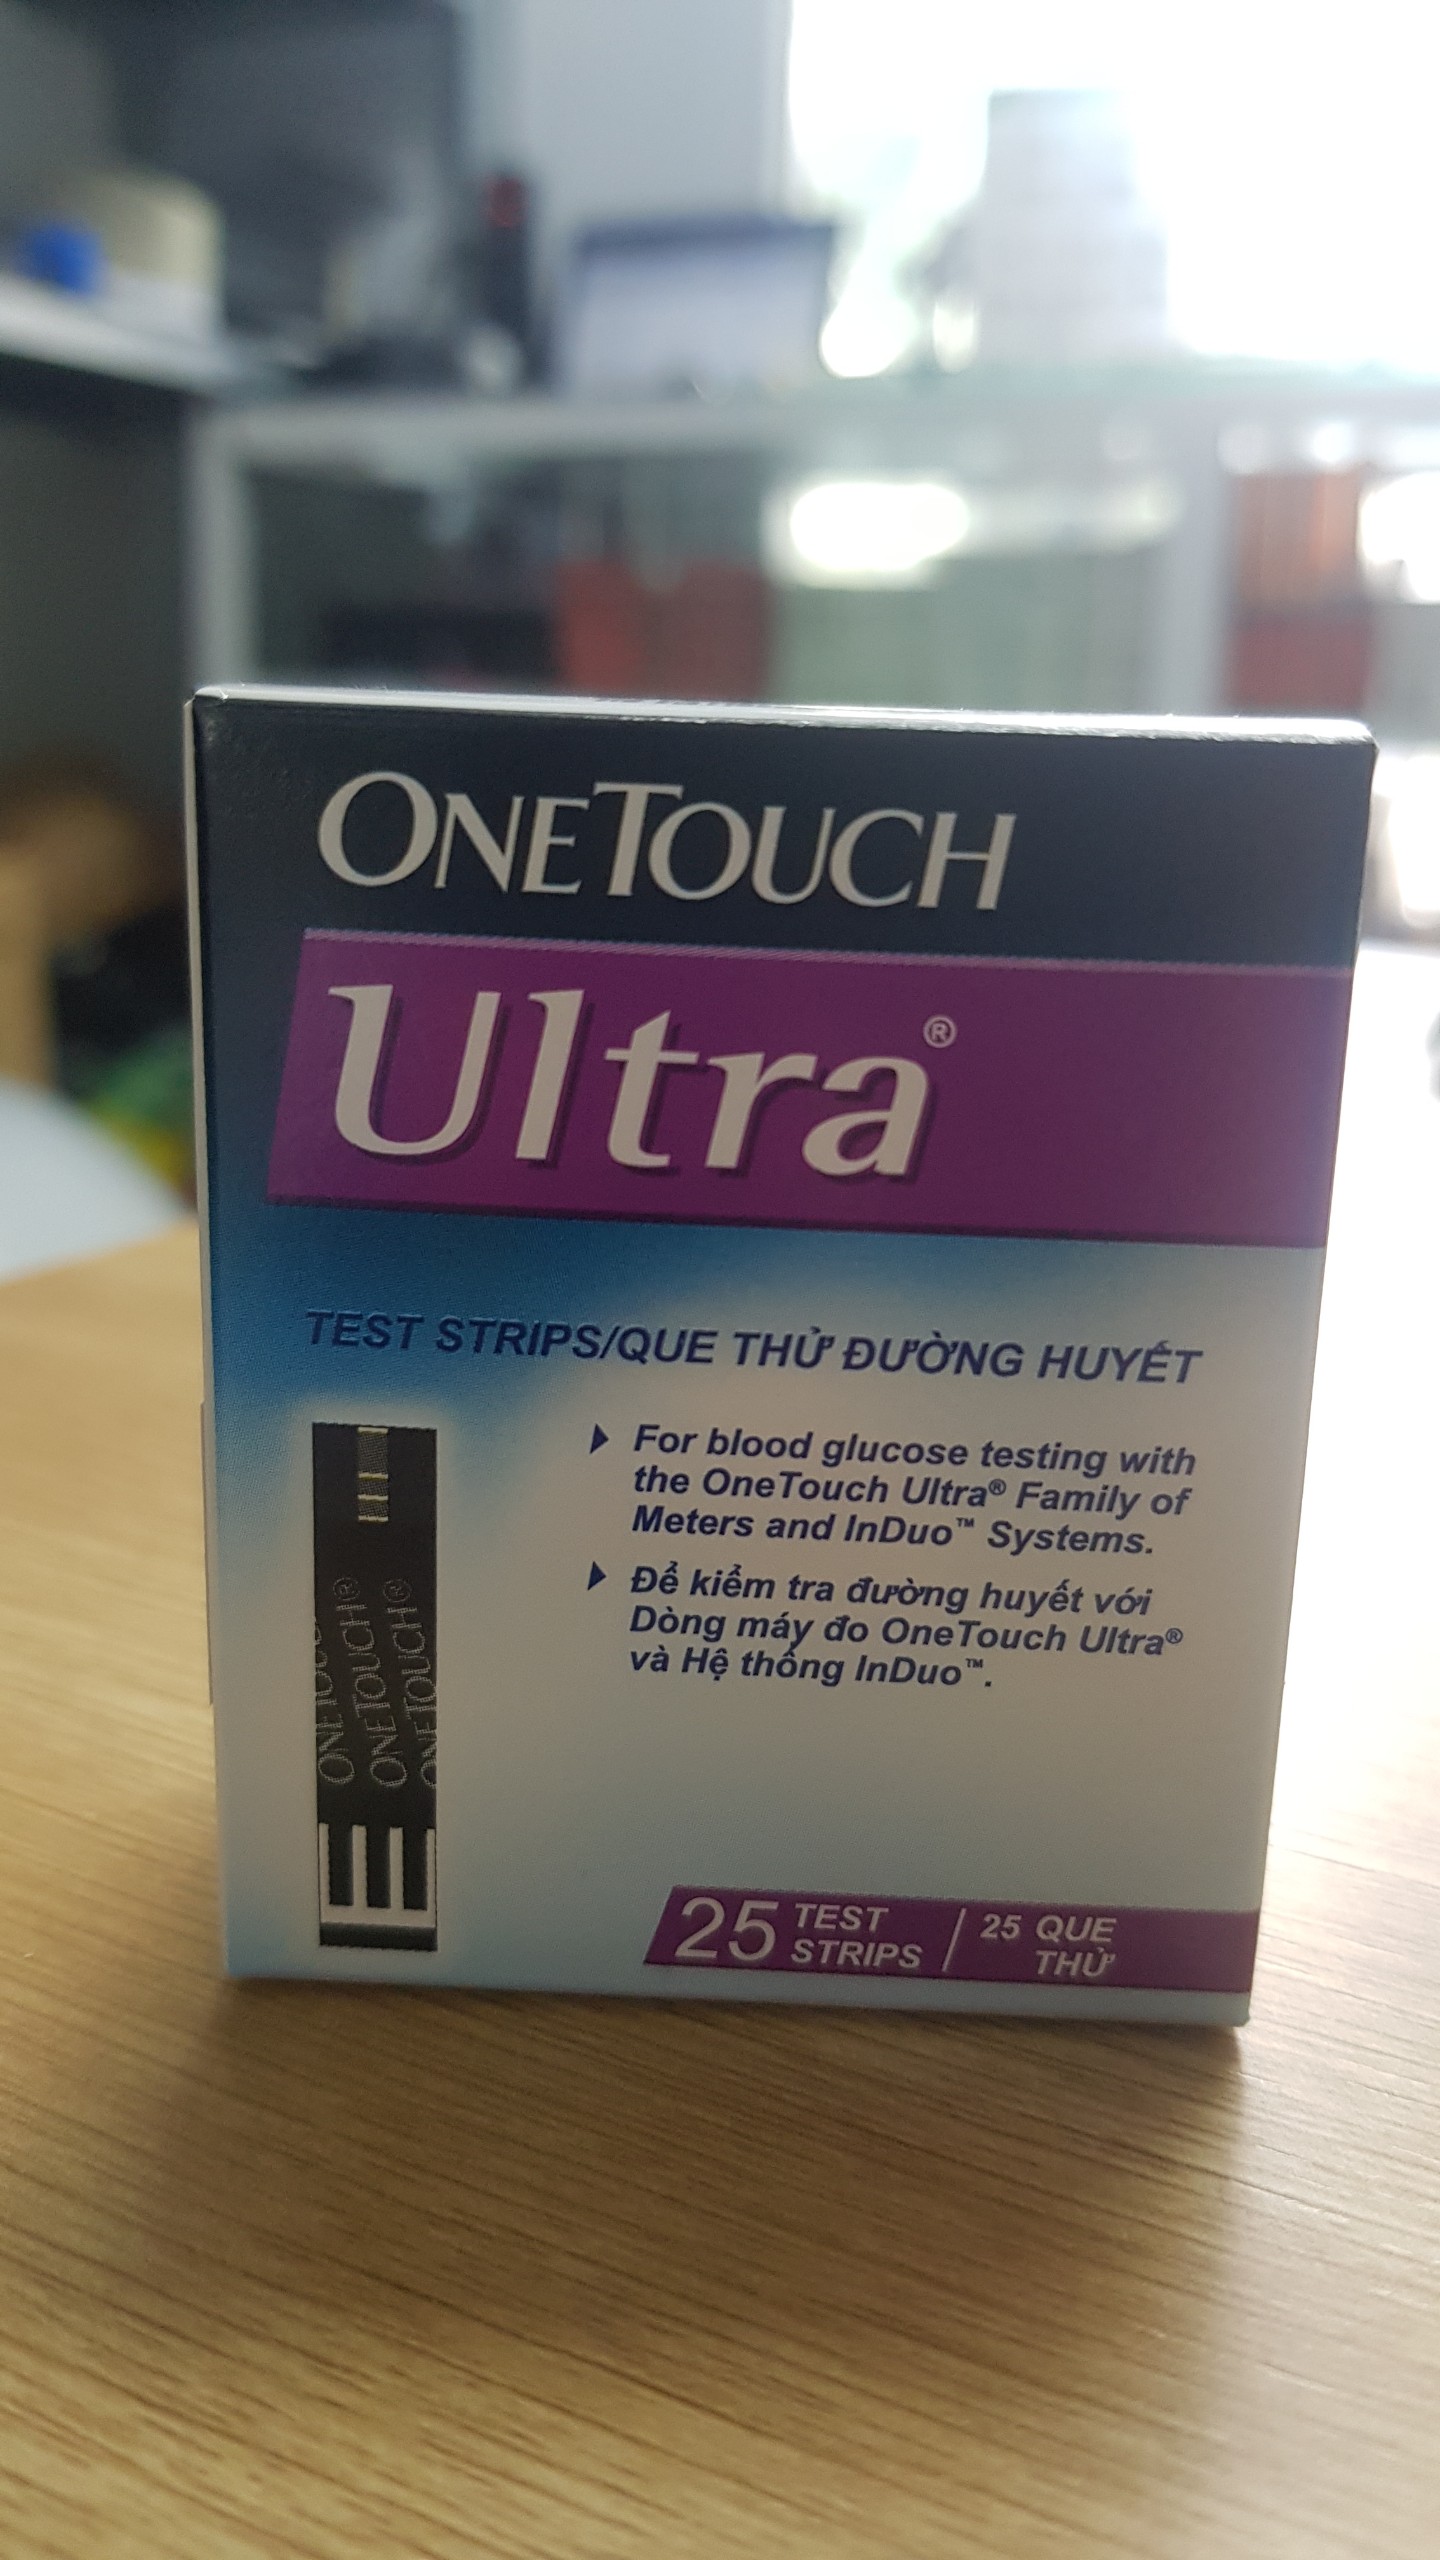 ONETOUCH
Ultra®
TEST STRIPS/QUE THỬ ĐƯỜNG HUYẾT
For blood glucose testing with
the OneTouch Ultra® Family of
Meters and InDuo™ Systems.
Để kiểm tra đường huyết với
Dòng máy đo OneTouch Ultra®
và Hệ thống InDuo™.
ONETOUCH®
ONETOUCH®
ONETOUCH
25 TEST STRIPS / 25 QUE THỬ